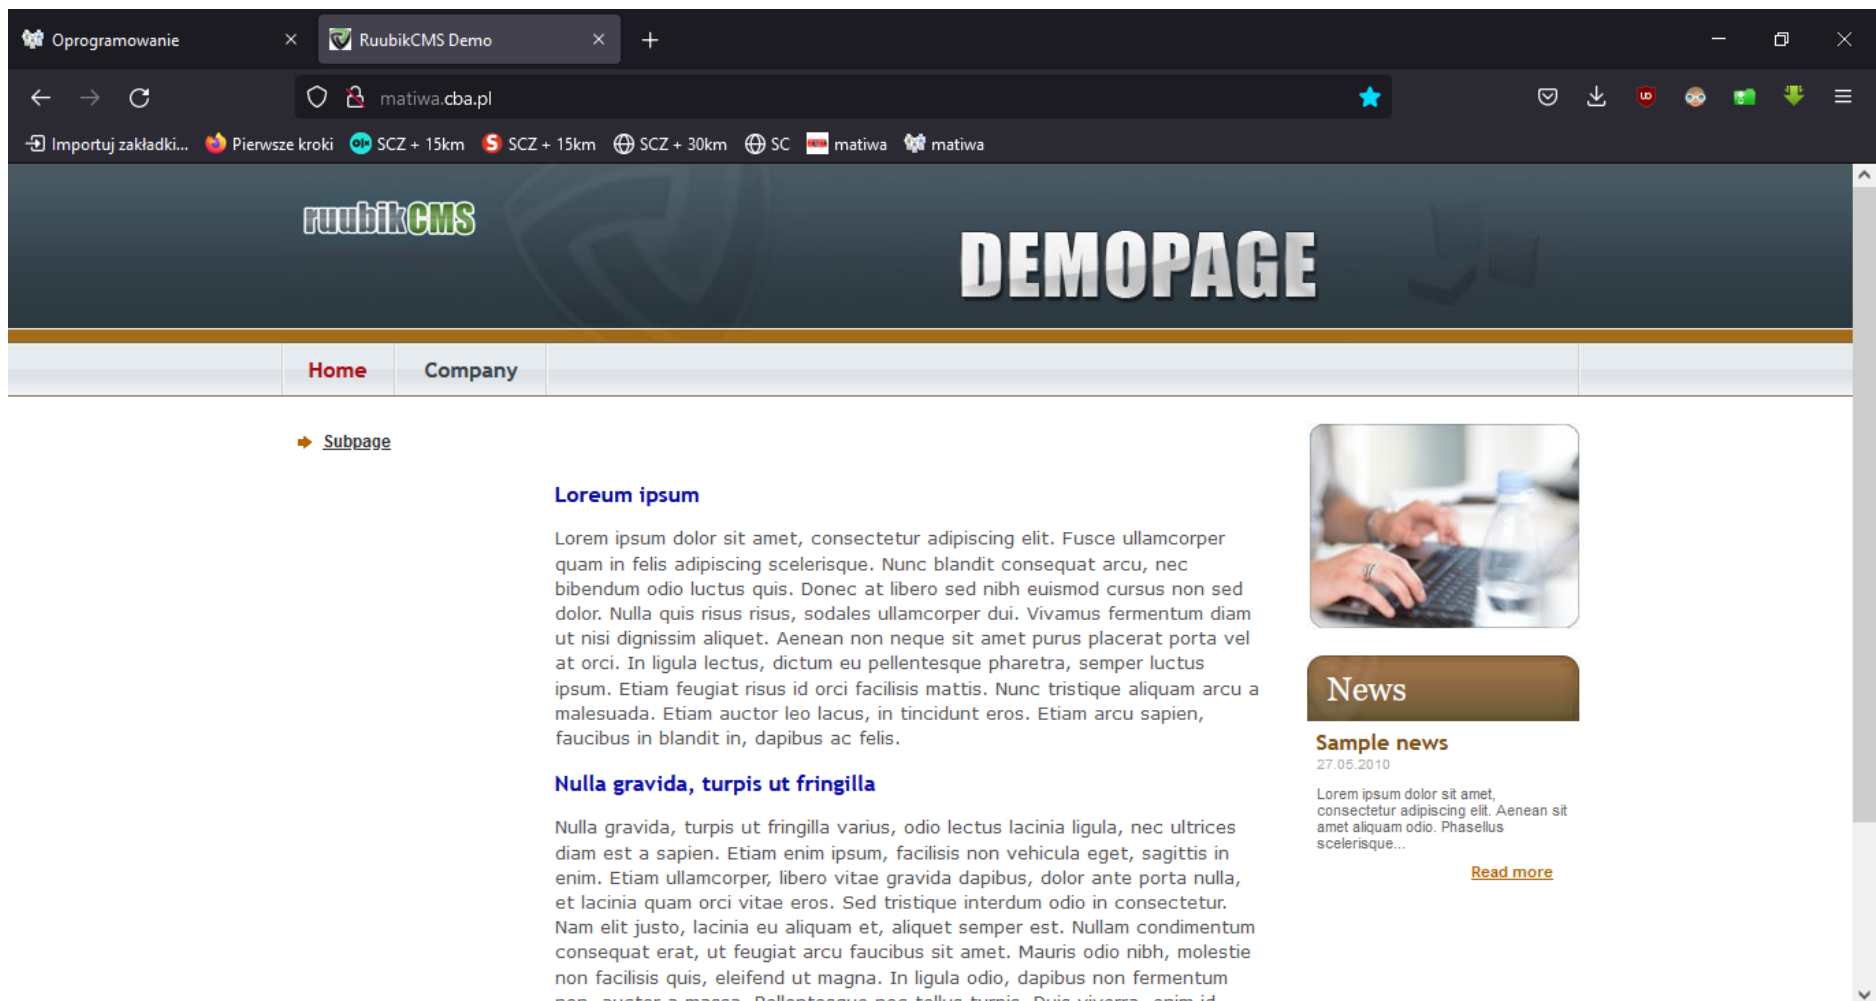 Oprogramowanie
RuubikCMS Demo
matiwa.cba.pl
Importuj zakładki...
Pierwsze kroki
SCZ + 15km
SCZ + 15km
SCZ + 30km
SC
matiwa
matiwa
ruubikCMS
DEMOPAGE
Home
Company
Subpage
Loreum ipsum
Lorem ipsum dolor sit amet, consectetur adipiscing elit. Fusce ullamcorper
quam in felis adipiscing scelerisque. Nunc blandit consequat arcu, nec
bibendum odio luctus quis. Donec at libero sed nibh euismod cursus non sed
dolor. Nulla quis risus risus, sodales ullamcorper dui. Vivamus fermentum diam
ut nisi dignissim aliquet. Aenean non neque sit amet purus placerat porta vel
at orci. In ligula lectus, dictum eu pellentesque pharetra, semper luctus
ipsum. Etiam feugiat risus id orci facilisis mattis. Nunc tristique aliquam arcu a
malesuada. Etiam auctor leo lacus, in tincidunt eros. Etiam arcu sapien,
faucibus in blandit in, dapibus ac felis.
Nulla gravida, turpis ut fringilla
Nulla gravida, turpis ut fringilla varius, odio lectus lacinia ligula, nec ultrices
diam est a sapien. Etiam enim ipsum, facilisis non vehicula eget, sagittis in
enim. Etiam ullamcorper, libero vitae gravida dapibus, dolor ante porta nulla,
et lacinia quam orci vitae eros. Sed tristique interdum odio in consectetur.
Nam elit justo, lacinia eu aliquam et, aliquet semper est. Nullam condimentum
consequat erat, ut feugiat arcu faucibus sit amet. Mauris odio nibh, molestie
non facilisis quis, eleifend ut magna. In ligula odio, dapibus non fermentum
non, auctor a massa. Pellentesque nec tellus turpis. Duis viverra, enim id
News
Sample news
27.05.2010
Lorem ipsum dolor sit amet,
consectetur adipiscing elit. Aenean sit
amet aliquam odio. Phasellus
scelerisque...
Read more